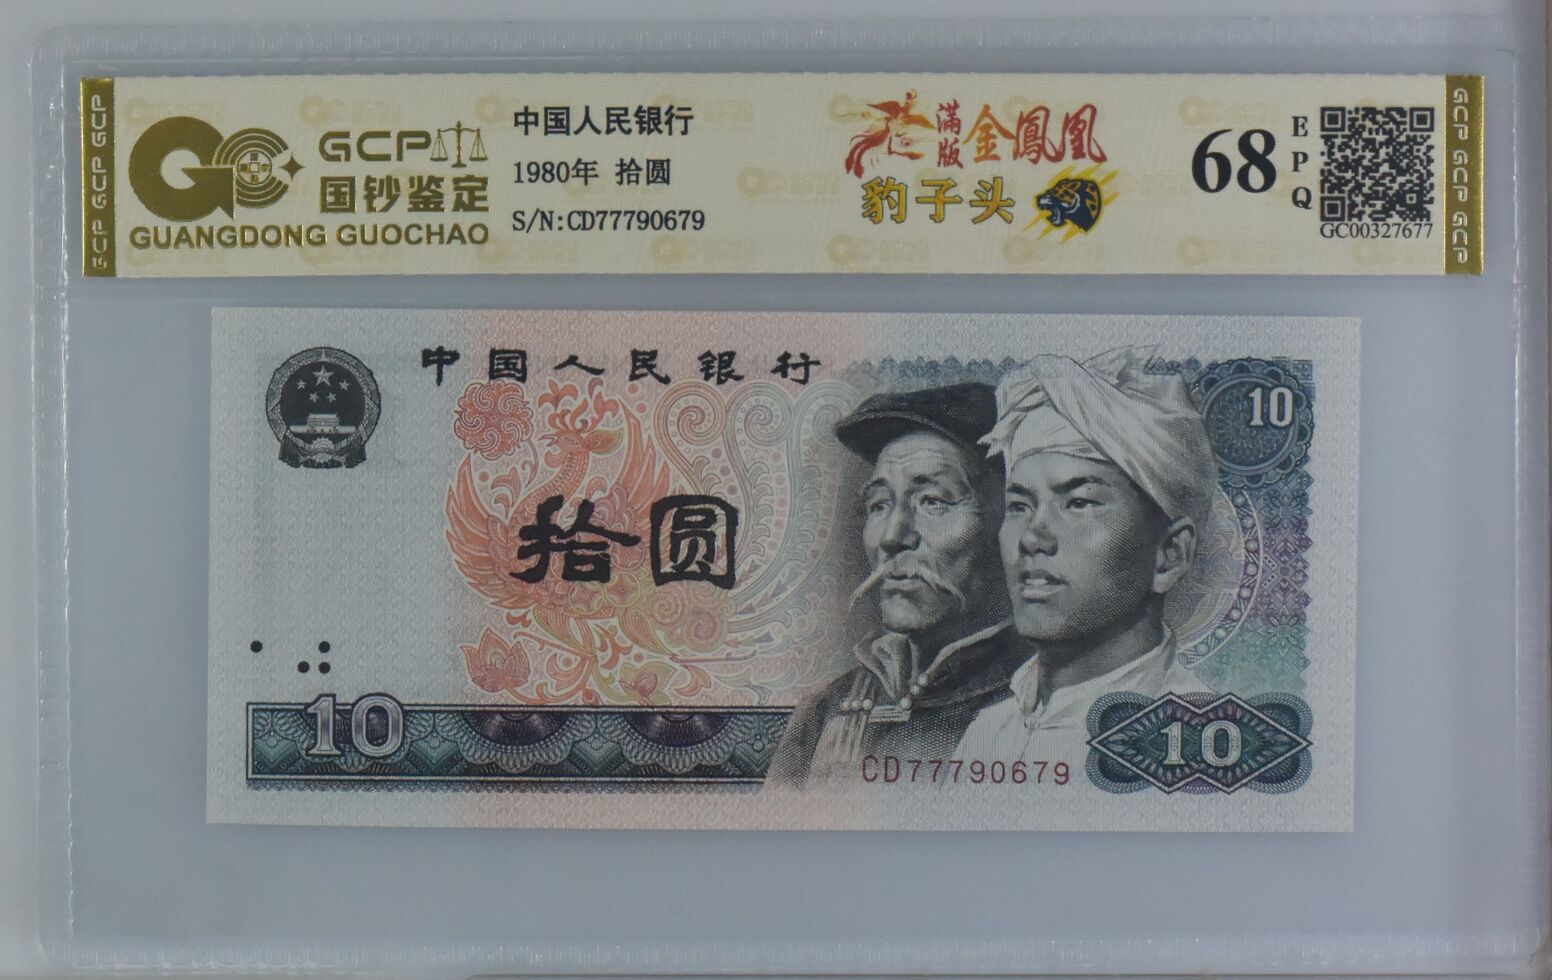 GCP GCP GCP
GCP
国钞鉴定
GUANGDONG GUOCHAO
中国人民银行
1980年 拾圆
S/N:CD77790679
满版
金鳳凰
豹子头
68
EPQ
GC00327677
GCP GCP GCP
中国人民银行
10
拾圆
10
CD77790679
10